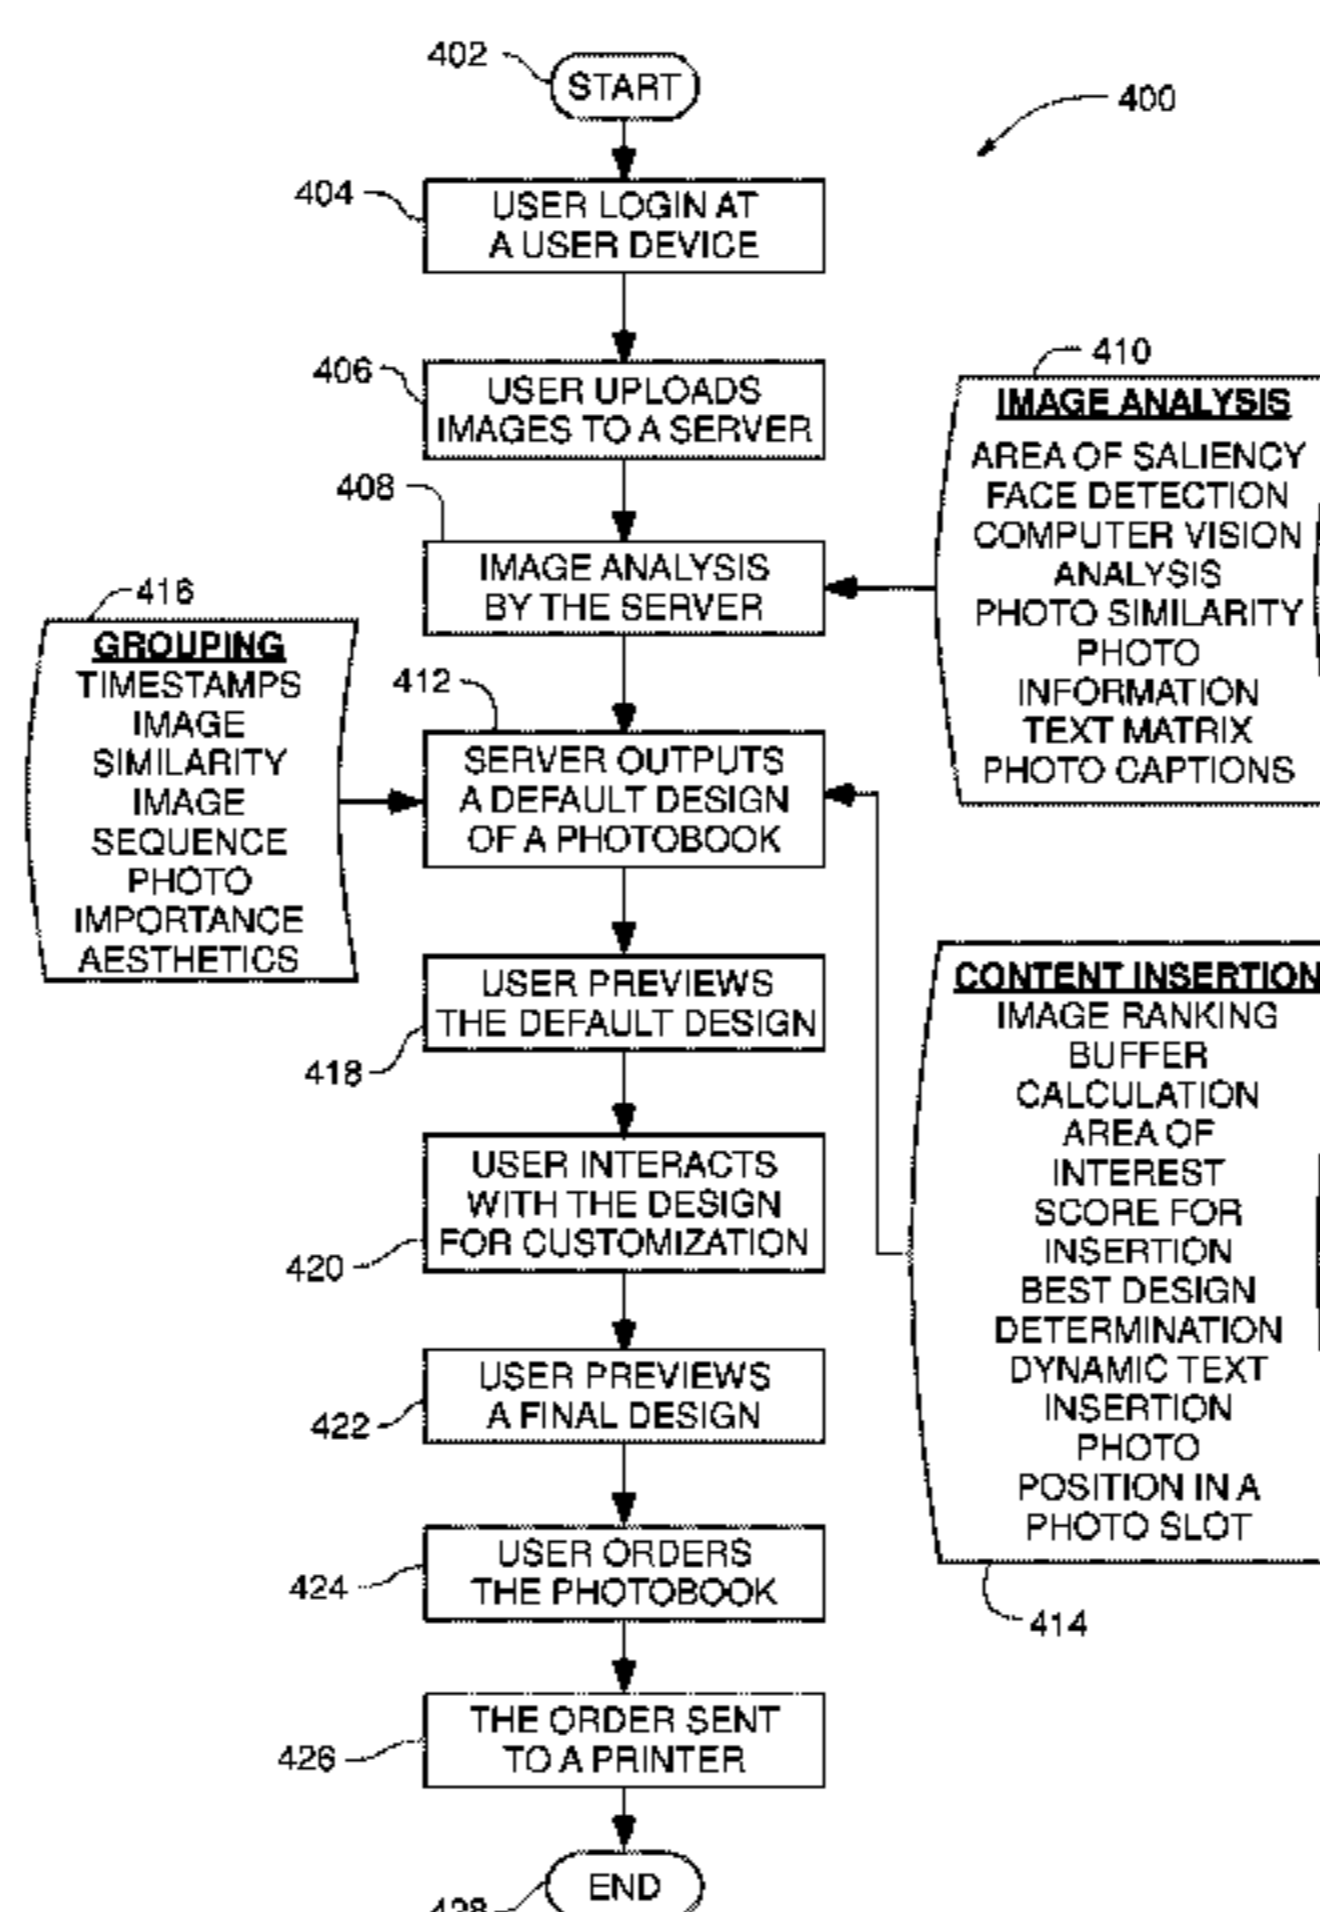 402
START
400
404
USER LOGIN AT
A USER DEVICE
406
USER UPLOADS
IMAGES TO A SERVER
408
IMAGE ANALYSIS
BY THE SERVER
410
IMAGE ANALYSIS
AREA OF SALIENCY
FACE DETECTION
COMPUTER VISION
ANALYSIS
PHOTO SIMILARITY
PHOTO
INFORMATION
TEXT MATRIX
PHOTO CAPTIONS
416
GROUPING
TIMESTAMPS
IMAGE
SIMILARITY
IMAGE
SEQUENCE
PHOTO
IMPORTANCE
AESTHETICS
412
SERVER OUTPUTS
A DEFAULT DESIGN
OF A PHOTOBOOK
USER PREVIEWS
THE DEFAULT DESIGN
418
CONTENT INSERTION
IMAGE RANKING
BUFFER
CALCULATION
AREA OF
INTEREST
SCORE FOR
INSERTION
BEST DESIGN
DETERMINATION
DYNAMIC TEXT
INSERTION
PHOTO
POSITION IN A
PHOTO SLOT
414
USER INTERACTS
WITH THE DESIGN
FOR CUSTOMIZATION
420
USER PREVIEWS
A FINAL DESIGN
422
USER ORDERS
THE PHOTOBOOK
424
THE ORDER SENT
TO A PRINTER
426
END